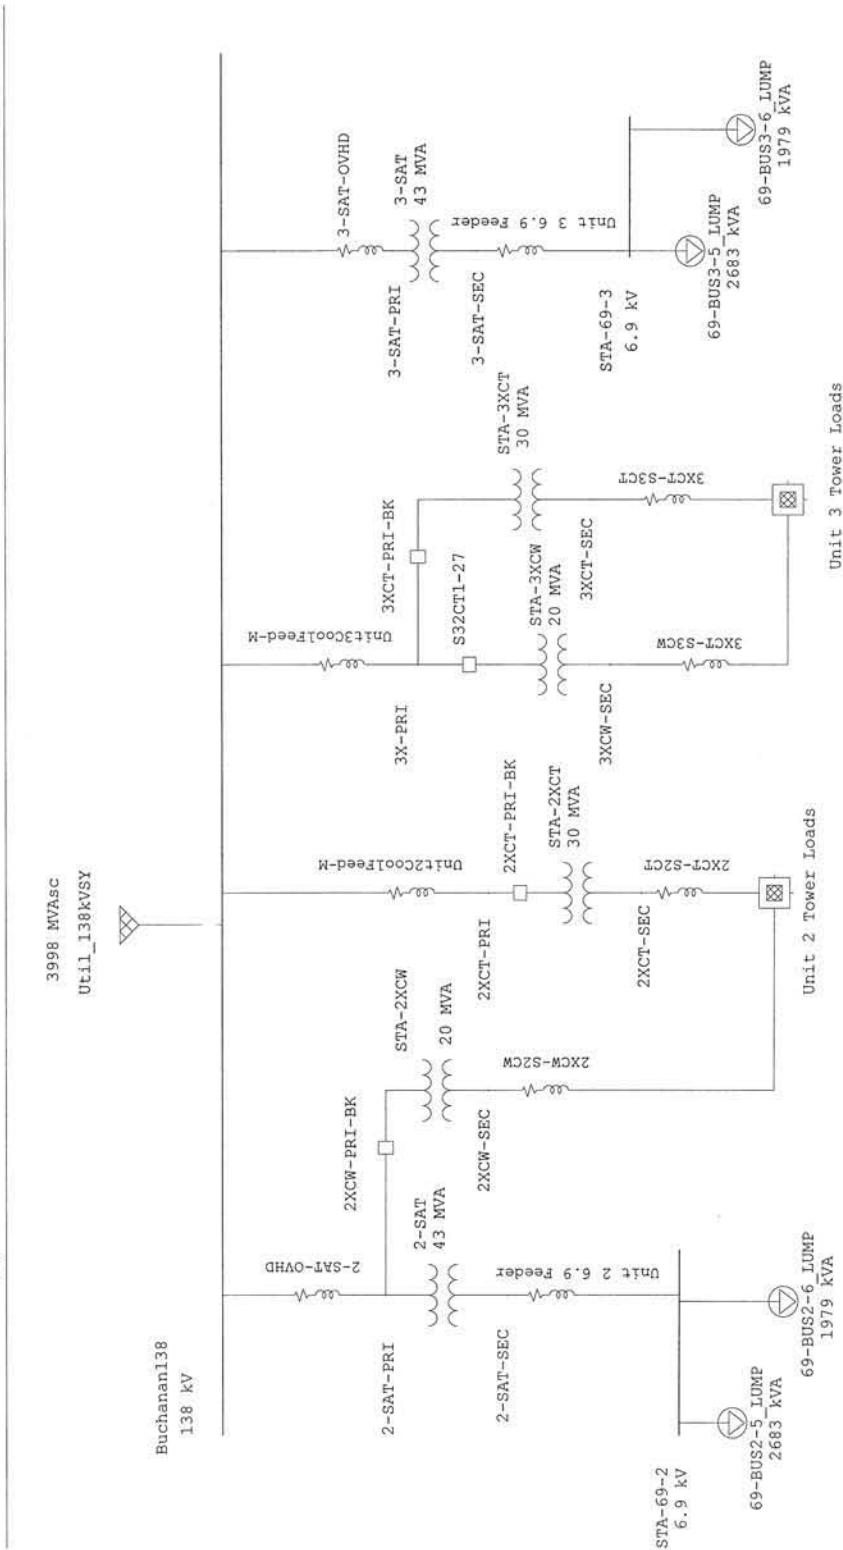 3998 MVAsc
Util_138kVSY
Buchanan138
138 kV
2-SAT-OVHD
2-SAT-PRI
2XCW-PRI-BK
2-SAT
43 MVA
2-SAT-SEC
Unit 2 6.9 Feeder
STA-69-2
6.9 kV
69-BUS2-5_LUMP
2683 kVA
69-BUS2-6_LUMP
1979 kVA
STA-2XCW
20 MVA
2XCW-SEC
2XCW-S2CW
Unit2CoolFeed-M
2XCT-PRI
2XCT-PRI-BK
STA-2XCT
30 MVA
2XCT-SEC
2XCT-S2CT
Unit 2 Tower Loads
Unit3CoolFeed-M
3X-PRI
3XCT-PRI-BK
S32CT1-27
STA-3XCW
20 MVA
3XCW-SEC
3XCT-S3CW
STA-3XCT
30 MVA
3XCT-SEC
3XCT-S3CT
Unit 3 Tower Loads
3-SAT-OVHD
3-SAT-PRI
3-SAT
43 MVA
3-SAT-SEC
Unit 3 6.9 Feeder
STA-69-3
6.9 kV
69-BUS3-5_LUMP
2683 kVA
69-BUS3-6_LUMP
1979 kVA